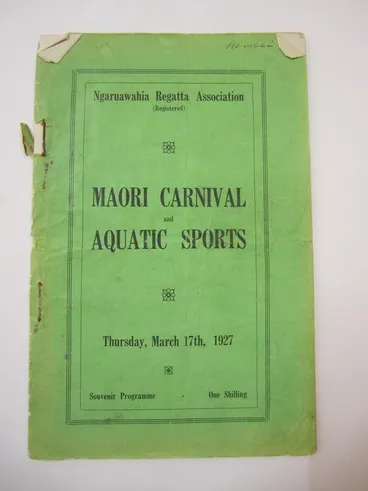 Ngaruawahia Regatta Association
(Registered)
MAORI CARNIVAL
and
AQUATIC SPORTS
Thursday, March 17th, 1927
Souvenir Programme - One Shilling